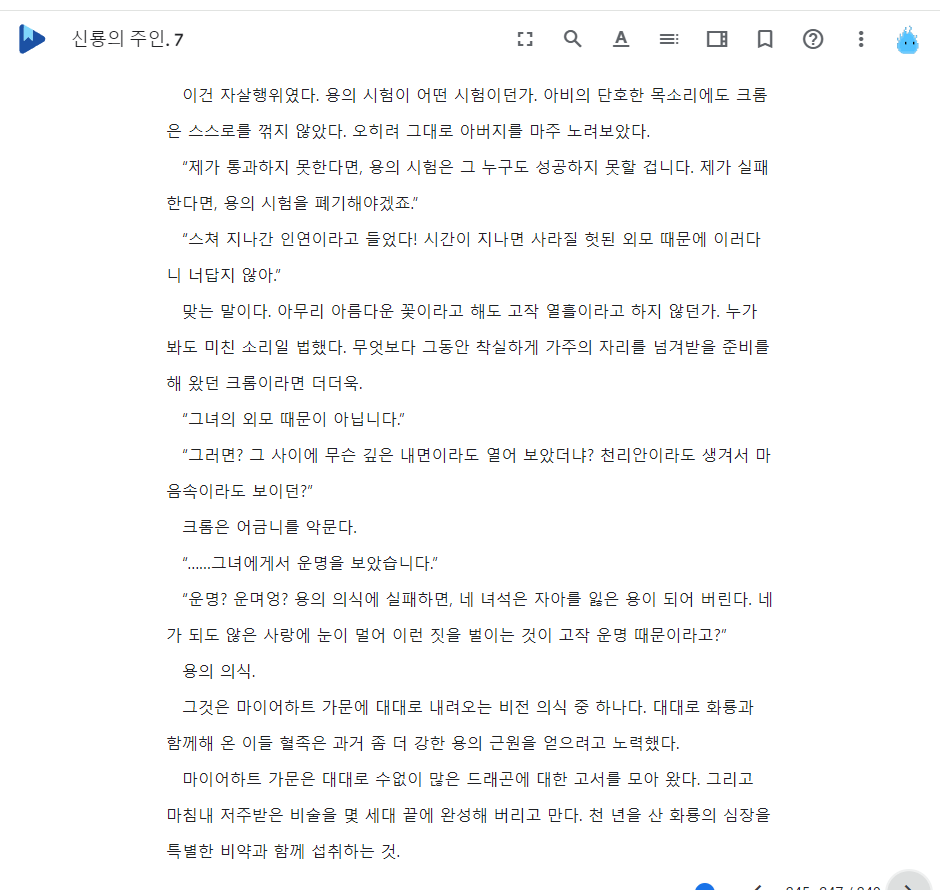 신룡의 주인. 7
이건 자살행위였다. 용의 시험이 어떤 시험이던가. 아비의 단호한 목소리에도 크롬
은 스스로를 꺾지 않았다. 오히려 그대로 아버지를 마주 노려보았다.
“제가 통과하지 못한다면, 용의 시험은 그 누구도 성공하지 못할 겁니다. 제가 실패
한다면, 용의 시험을 폐기해야겠죠.”
“스쳐 지나간 인연이라고 들었다! 시간이 지나면 사라질 헛된 외모 때문에 이러다
니 너답지 않아.”
맞는 말이다. 아무리 아름다운 꽃이라고 해도 고작 열흘이라고 하지 않던가. 누가
봐도 미친 소리일 법했다. 무엇보다 그동안 착실하게 가주의 자리를 넘겨받을 준비를
해 왔던 크롬이라면 더더욱.
“그녀의 외모 때문이 아닙니다.”
“그러면? 그 사이에 무슨 깊은 내면이라도 열어 보았더냐? 천리안이라도 생겨서 마
음속이라도 보이던?”
크롬은 어금니를 악문다.
“……그녀에게서 운명을 보았습니다.”
“운명? 운며엉? 용의 의식에 실패하면, 네 녀석은 자아를 잃은 용이 되어 버린다. 네
가 되도 않은 사랑에 눈이 멀어 이런 짓을 벌이는 것이 고작 운명 때문이라고?”
용의 의식.
그것은 마이어하트 가문에 대대로 내려오는 비전 의식 중 하나다. 대대로 화룡과
함께해 온 이들 혈족은 과거 좀 더 강한 용의 근원을 얻으려고 노력했다.
마이어하트 가문은 대대로 수없이 많은 드래곤에 대한 고서를 모아 왔다. 그리고
마침내 저주받은 비술을 몇 세대 끝에 완성해 버리고 만다. 천 년을 산 화룡의 심장을
특별한 비약과 함께 섭취하는 것.